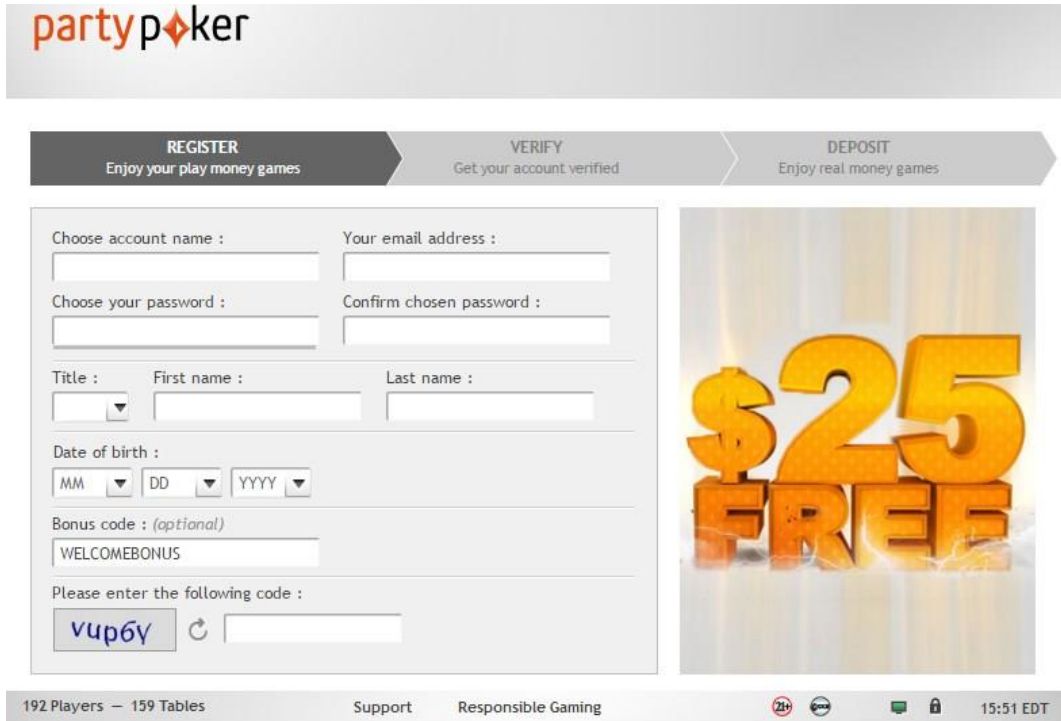 partypoker
REGISTER
Enjoy your play money games
VERIFY
Get your account verified
DEPOSIT
Enjoy real money games
Choose account name :
Your email address :
Choose your password :
Confirm chosen password :
Title :
First name :
Last name :
Date of birth :
MM
DD
YYYY
Bonus code : (optional)
WELCOMEBONUS
Please enter the following code :
vup6y
$25
FREE
192 Players — 159 Tables
Support
Responsible Gaming
21+
15:51 EDT